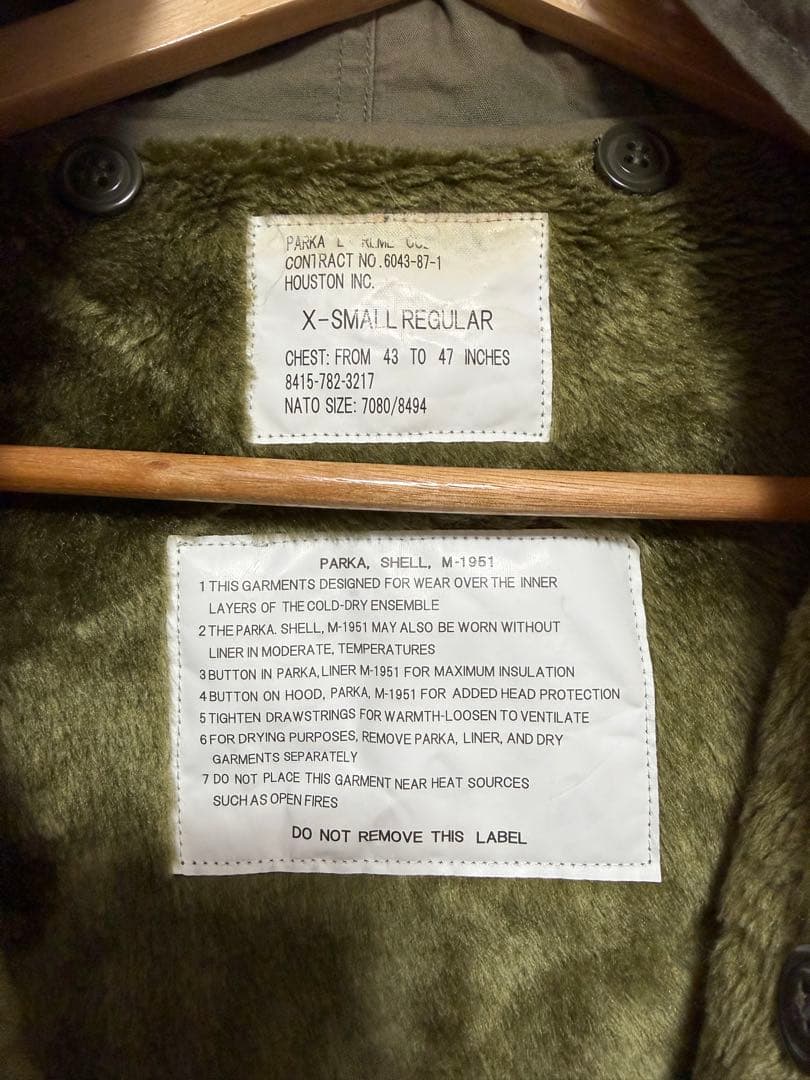 PARKA
CONTRACT NO.6043-87-1
HOUSTON INC.
X-SMALL REGULAR
CHEST: FROM 43 TO 47 INCHES
8415-782-3217
NATO SIZE: 7080/8494
PARKA, SHELL, M-1951
1 THIS GARMENTS DESIGNED FOR WEAR OVER THE INNER
LAYERS OF THE COLD-DRY ENSEMBLE
2 THE PARKA. SHELL, M-1951 MAY ALSO BE WORN WITHOUT
LINER IN MODERATE, TEMPERATURES
3 BUTTON IN PARKA, LINER M-1951 FOR MAXIMUM INSULATION
4 BUTTON ON HOOD, PARKA, M-1951 FOR ADDED HEAD PROTECTION
5 TIGHTEN DRAWSTRINGS FOR WARMTH-LOOSEN TO VENTILATE
6 FOR DRYING PURPOSES, REMOVE PARKA, LINER, AND DRY
GARMENTS SEPARATELY
7 DO NOT PLACE THIS GARMENT NEAR HEAT SOURCES
SUCH AS OPEN FIRES
DO NOT REMOVE THIS LABEL